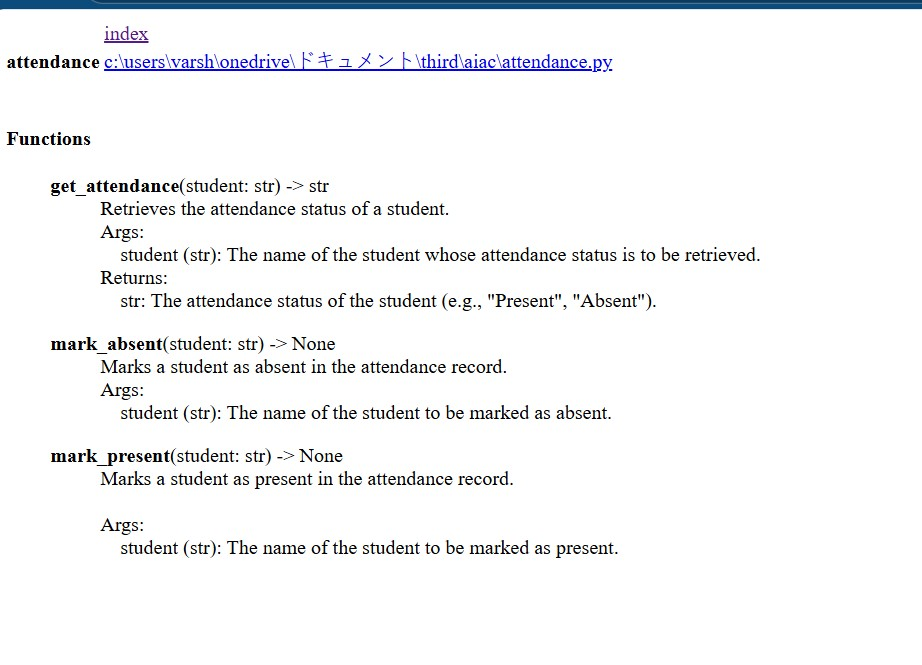 index
attendance c:\users\varsh\onedrive\ドキュメント\third\aiac\attendance.py
Functions
get_attendance(student: str) -> str
Retrieves the attendance status of a student.
Args:
student (str): The name of the student whose attendance status is to be retrieved.
Returns:
str: The attendance status of the student (e.g., "Present", "Absent").
mark_absent(student: str) -> None
Marks a student as absent in the attendance record.
Args:
student (str): The name of the student to be marked as absent.
mark_present(student: str) -> None
Marks a student as present in the attendance record.
Args:
student (str): The name of the student to be marked as present.